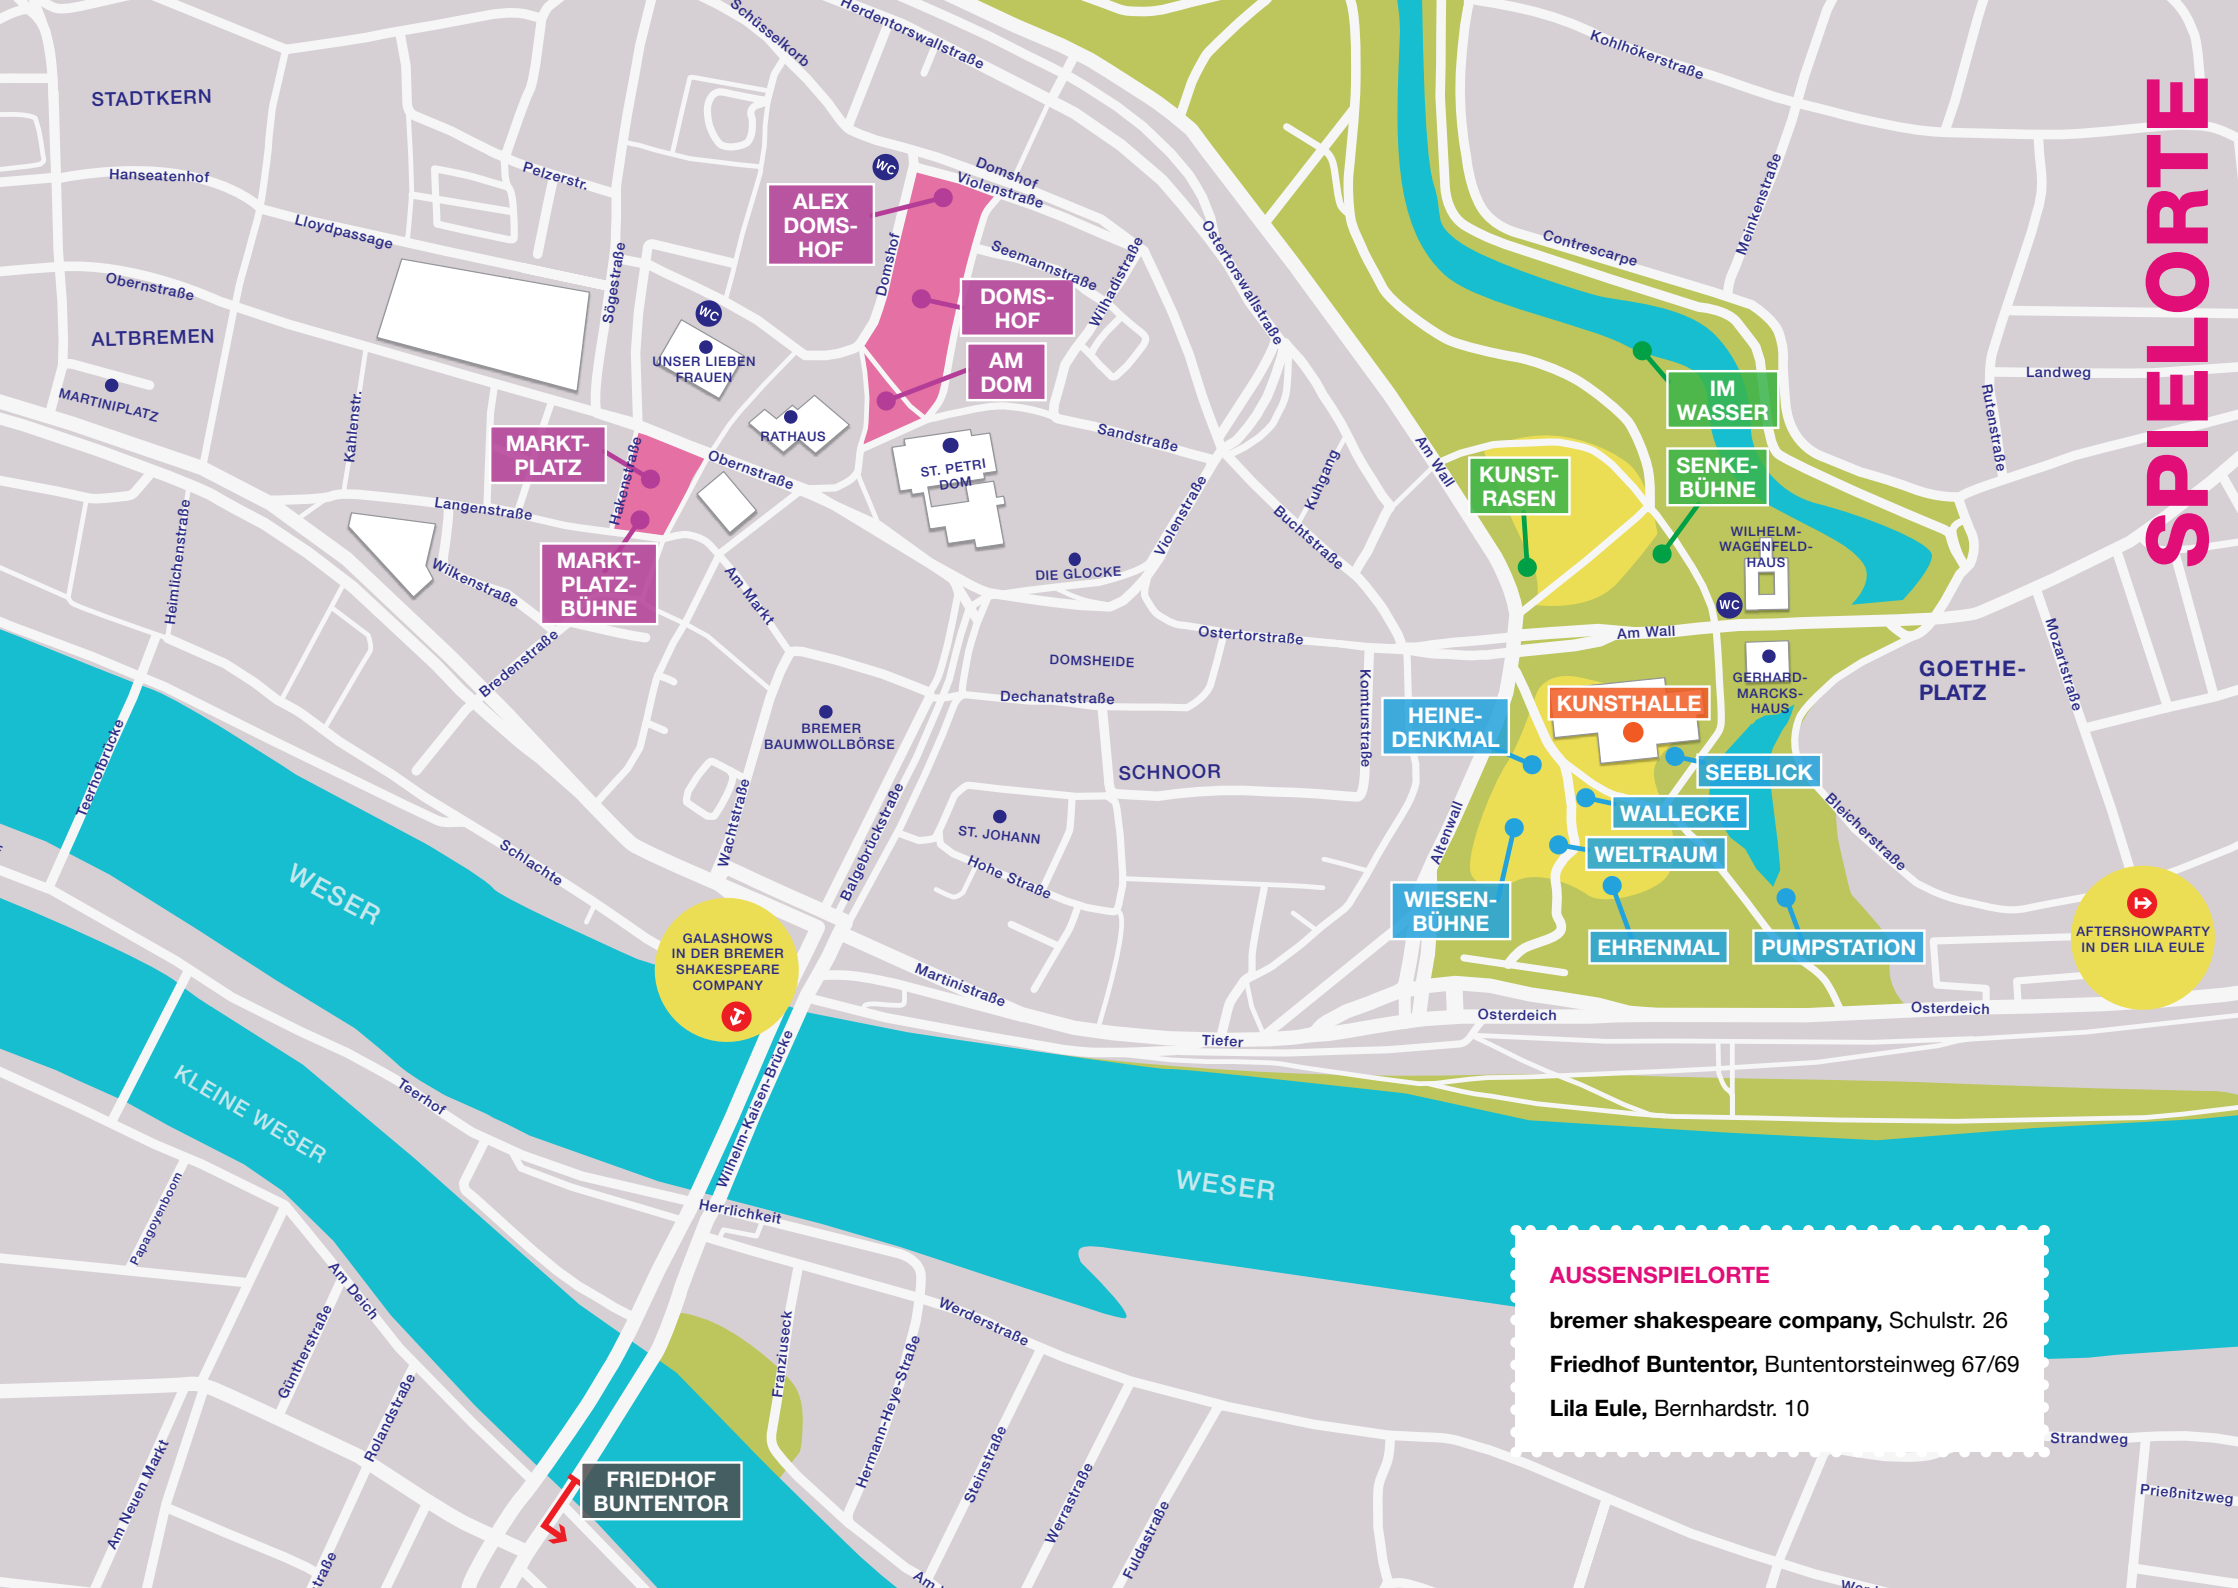 SPIELORTE
Schüsselkorb
Herdentorswallstraße
Kohlhökerstraße
STADTKERN
Hanseatenhof
Pelzerstr.
Lloydpassage
Obernstraße
Sögestraße
ALTBREMEN
MARTINIPLATZ
Kahlenstr.
WC
ALEX
DOMS-
HOF
Domshof
Domshof
Violenstraße
Seemannstraße
Wilhadistraße
Ostertorswallstraße
DOMS-
HOF
AM
DOM
WC
UNSER LIEBEN
FRAUEN
RATHAUS
ST. PETRI
DOM
Sandstraße
Meinkenstraße
Contrescarpe
Landweg
Rutenstraße
IM
WASSER
SENKE-
BÜHNE
KUNST-
RASEN
Am Wall
Kuhgang
Buchtstraße
Violenstraße
MARKT-
PLATZ
Hakenstraße
Obernstraße
Langenstraße
MARKT-
PLATZ-
BÜHNE
Heimlichenstraße
Wilkenstraße
Bredenstraße
Am Markt
DIE GLOCKE
WILHELM-
WAGENFELD-
HAUS
WC
Am Wall
GERHARD-
MARCKS-
HAUS
GOETHE-
PLATZ
Mozartstraße
Ostertorstraße
DOMSHEIDE
Dechanatstraße
Komturstraße
KUNSTHALLE
HEINE-
DENKMAL
SEEBLICK
WALLECKE
WELTRAUM
WIESEN-
BÜHNE
EHRENMAL
PUMPSTATION
Bleicherstraße
Altenwall
BREMER
BAUMWOLLBÖRSE
SCHNOOR
ST. JOHANN
Hohe Straße
Wachtstraße
Balgebrückstraße
Teerhofbrücke
WESER
Schlachte
GALASHOWS
IN DER BREMER
SHAKESPEARE
COMPANY
AFTERSHOWPARTY
IN DER LILA EULE
Martinistraße
Tiefer
Osterdeich
Osterdeich
KLEINE WESER
Teerhof
Wilhelm-Kaisen-Brücke
WESER
Herrlichkeit
Papagoyenboom
Am Deich
Güntherstraße
Rolandstraße
Am Neuen Markt
traße
Franziuseck
Hermann-Heye-Straße
Werderstraße
Steinstraße
Werrastraße
Fuldastraße
Am
FRIEDHOF
BUNTENTOR
AUSSENSPIELORTE
bremer shakespeare company, Schulstr. 26
Friedhof Buntentor, Buntentorsteinweg 67/69
Lila Eule, Bernhardstr. 10
Strandweg
Prießnitzweg